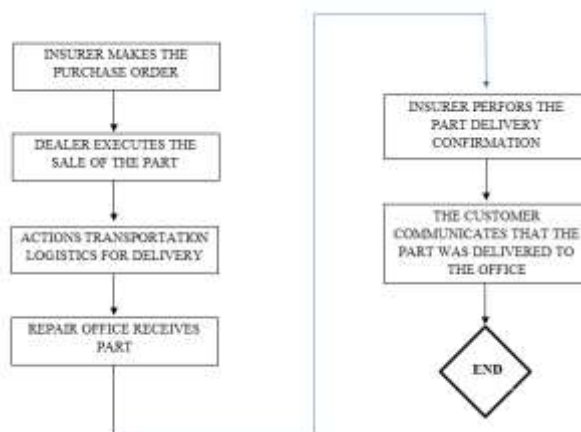 INSURER MAKES THE
PURCHASE ORDER
DEALER EXECUTES THE
SALE OF THE PART
ACTIONS TRANSPORTATION
LOGISTICS FOR DELIVERY
REPAIR OFFICE RECEIVES
PART
INSURER PERFORS THE
PART DELIVERY
CONFIRMATION
THE CUSTOMER
COMMUNICATES THAT THE
PART WAS DELIVERED TO
THE OFFICE
END